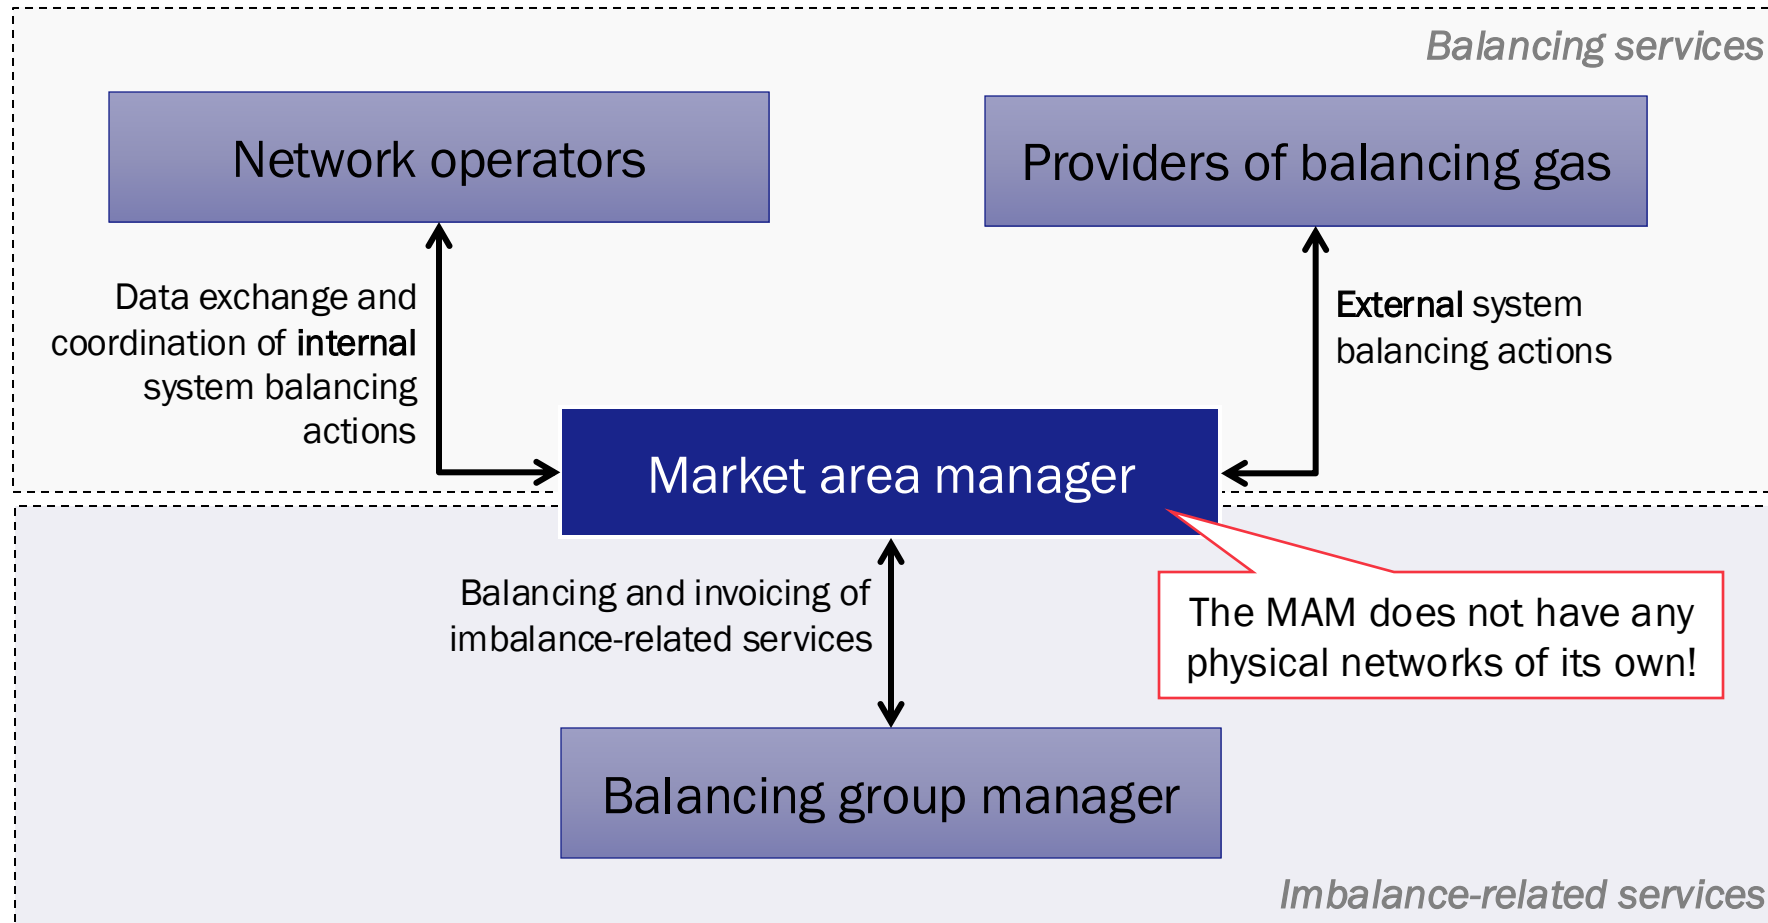 Balancing services
Network operators
Providers of balancing gas
Data exchange and
coordination of internal
system balancing
actions
External system
balancing actions
Market area manager
Balancing and invoicing of
imbalance-related services
The MAM does not have any
physical networks of its own!
Balancing group manager
Imbalance-related services